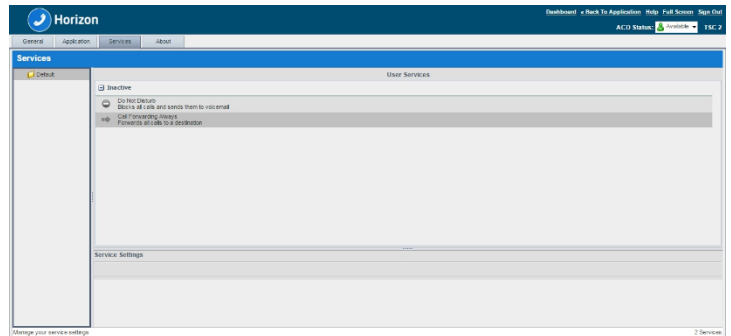 Horizon
Dashboard « Back To Application Help Full Screen Sign Out
ACD Status: Available TSC 2
General Application Services About
Services
Default
User Services
Inactive
Do Not Disturb
Blocks all calls and sends them to voicemail
Call Forwarding Always
Forwards all calls to a destination
Service Settings
Manage your service settings
2 Services